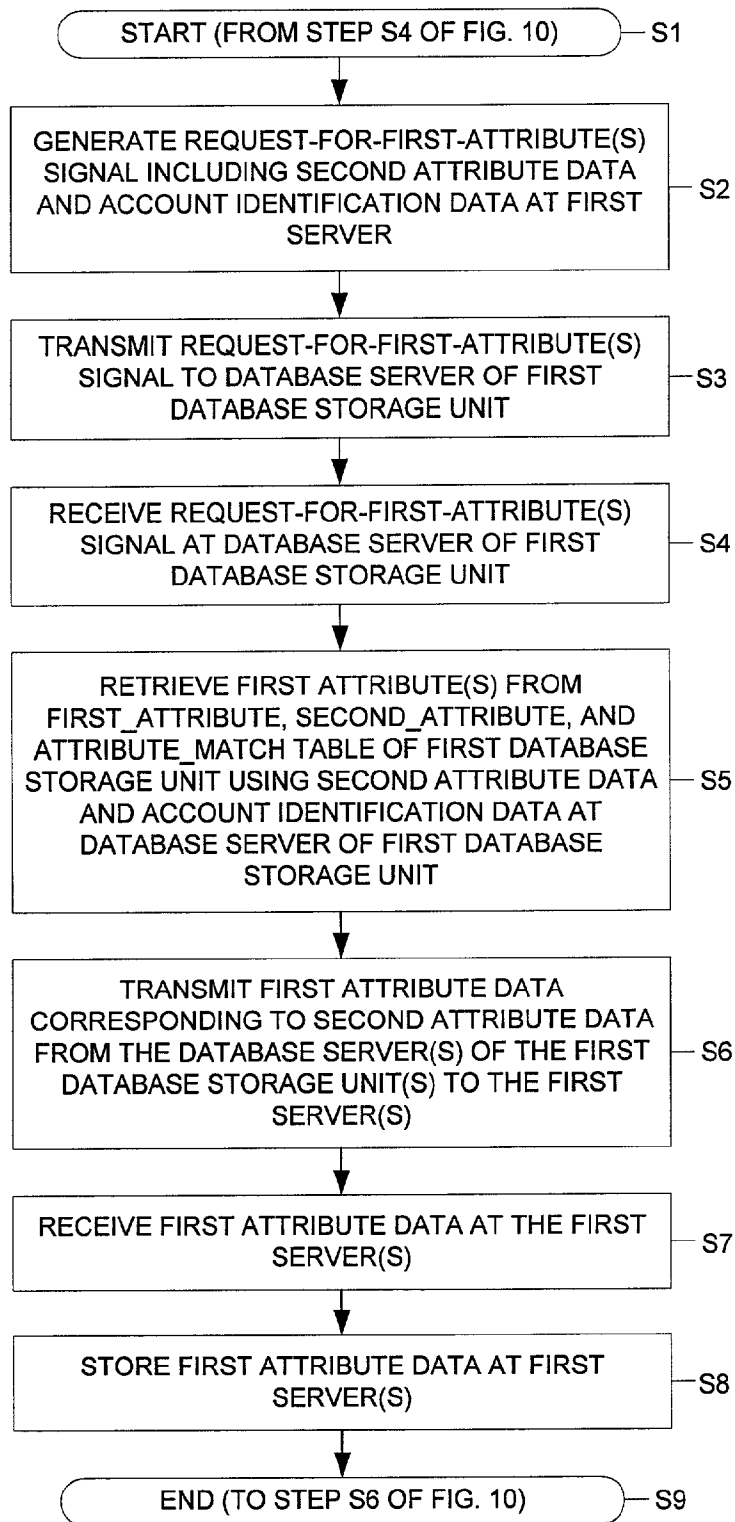 START (FROM STEP S4 OF FIG. 10)
S1
GENERATE REQUEST-FOR-FIRST-ATTRIBUTE(S)
SIGNAL INCLUDING SECOND ATTRIBUTE DATA
AND ACCOUNT IDENTIFICATION DATA AT FIRST
SERVER
S2
TRANSMIT REQUEST-FOR-FIRST-ATTRIBUTE(S)
SIGNAL TO DATABASE SERVER OF FIRST
DATABASE STORAGE UNIT
S3
RECEIVE REQUEST-FOR-FIRST-ATTRIBUTE(S)
SIGNAL AT DATABASE SERVER OF FIRST
DATABASE STORAGE UNIT
S4
RETRIEVE FIRST ATTRIBUTE(S) FROM
FIRST_ATTRIBUTE, SECOND_ATTRIBUTE, AND
ATTRIBUTE_MATCH TABLE OF FIRST DATABASE
STORAGE UNIT USING SECOND ATTRIBUTE DATA
AND ACCOUNT IDENTIFICATION DATA AT
DATABASE SERVER OF FIRST DATABASE
STORAGE UNIT
S5
TRANSMIT FIRST ATTRIBUTE DATA
CORRESPONDING TO SECOND ATTRIBUTE DATA
FROM THE DATABASE SERVER(S) OF THE FIRST
DATABASE STORAGE UNIT(S) TO THE FIRST
SERVER(S)
S6
RECEIVE FIRST ATTRIBUTE DATA AT THE FIRST
SERVER(S)
S7
STORE FIRST ATTRIBUTE DATA AT FIRST
SERVER(S)
S8
END (TO STEP S6 OF FIG. 10)
S9